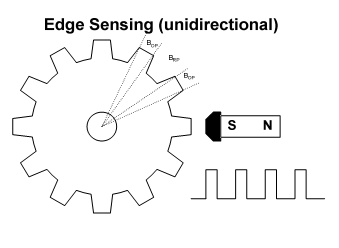 Edge Sensing (unidirectional)
BOP
BRP
BOP
S N